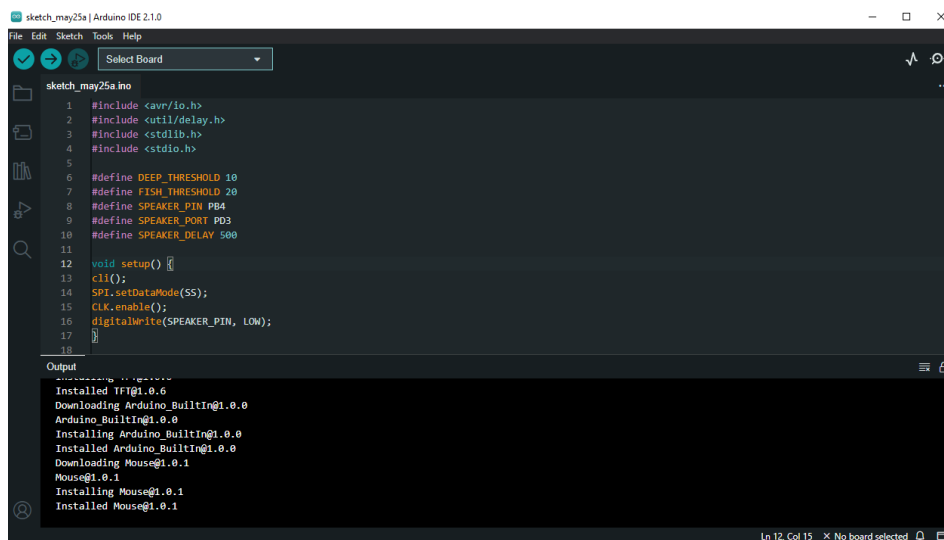 sketch_may25a | Arduino IDE 2.1.0
File Edit Sketch Tools Help
Select Board
sketch_may25a.ino
1 #include <avr/io.h>
2 #include <util/delay.h>
3 #include <stdlib.h>
4 #include <stdio.h>
5
6 #define DEEP_THRESHOLD 10
7 #define FISH_THRESHOLD 20
8 #define SPEAKER_PIN PB4
9 #define SPEAKER_PORT PD3
10 #define SPEAKER_DELAY 500
11
12 void setup() {
13 cli();
14 SPI.setDataMode(SS);
15 CLK.enable();
16 digitalWrite(SPEAKER_PIN, LOW);
17 }
18
Output
Installed TFT@1.0.6
Downloading Arduino_BuiltIn@1.0.0
Arduino_BuiltIn@1.0.0
Installing Arduino_BuiltIn@1.0.0
Installed Arduino_BuiltIn@1.0.0
Downloading Mouse@1.0.1
Mouse@1.0.1
Installing Mouse@1.0.1
Installed Mouse@1.0.1
Ln 12, Col 15 × No board selected